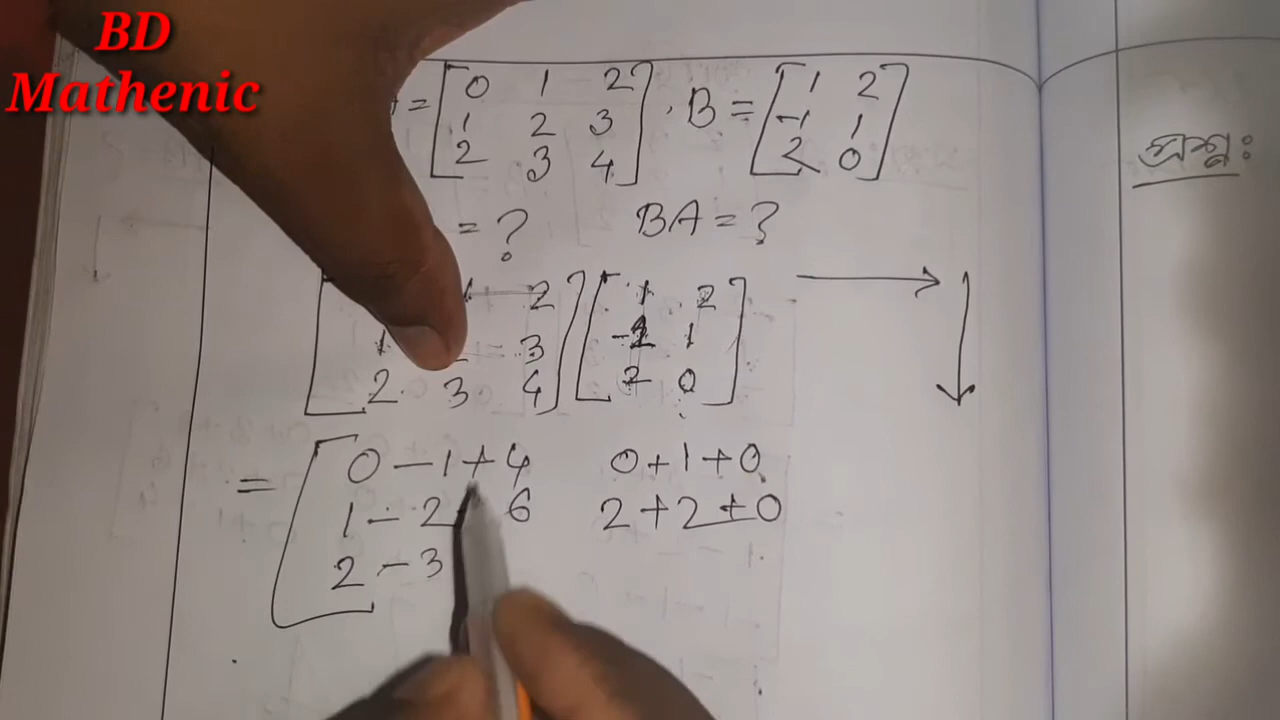 BD
Mathenic
= [0 1 2 , B = [1 2
1 2 3 -1 1
2 3 4] 2 0]
প্রশ্ন:
= ? BA = ?
[ 1 2 ] [ 1 2
1 3 1
2 3 4 ] 2 0 ]
= [ 0 - 1 + 4 0 + 1 + 0
1 - 2 6 2 + 2 + 0
2 - 3